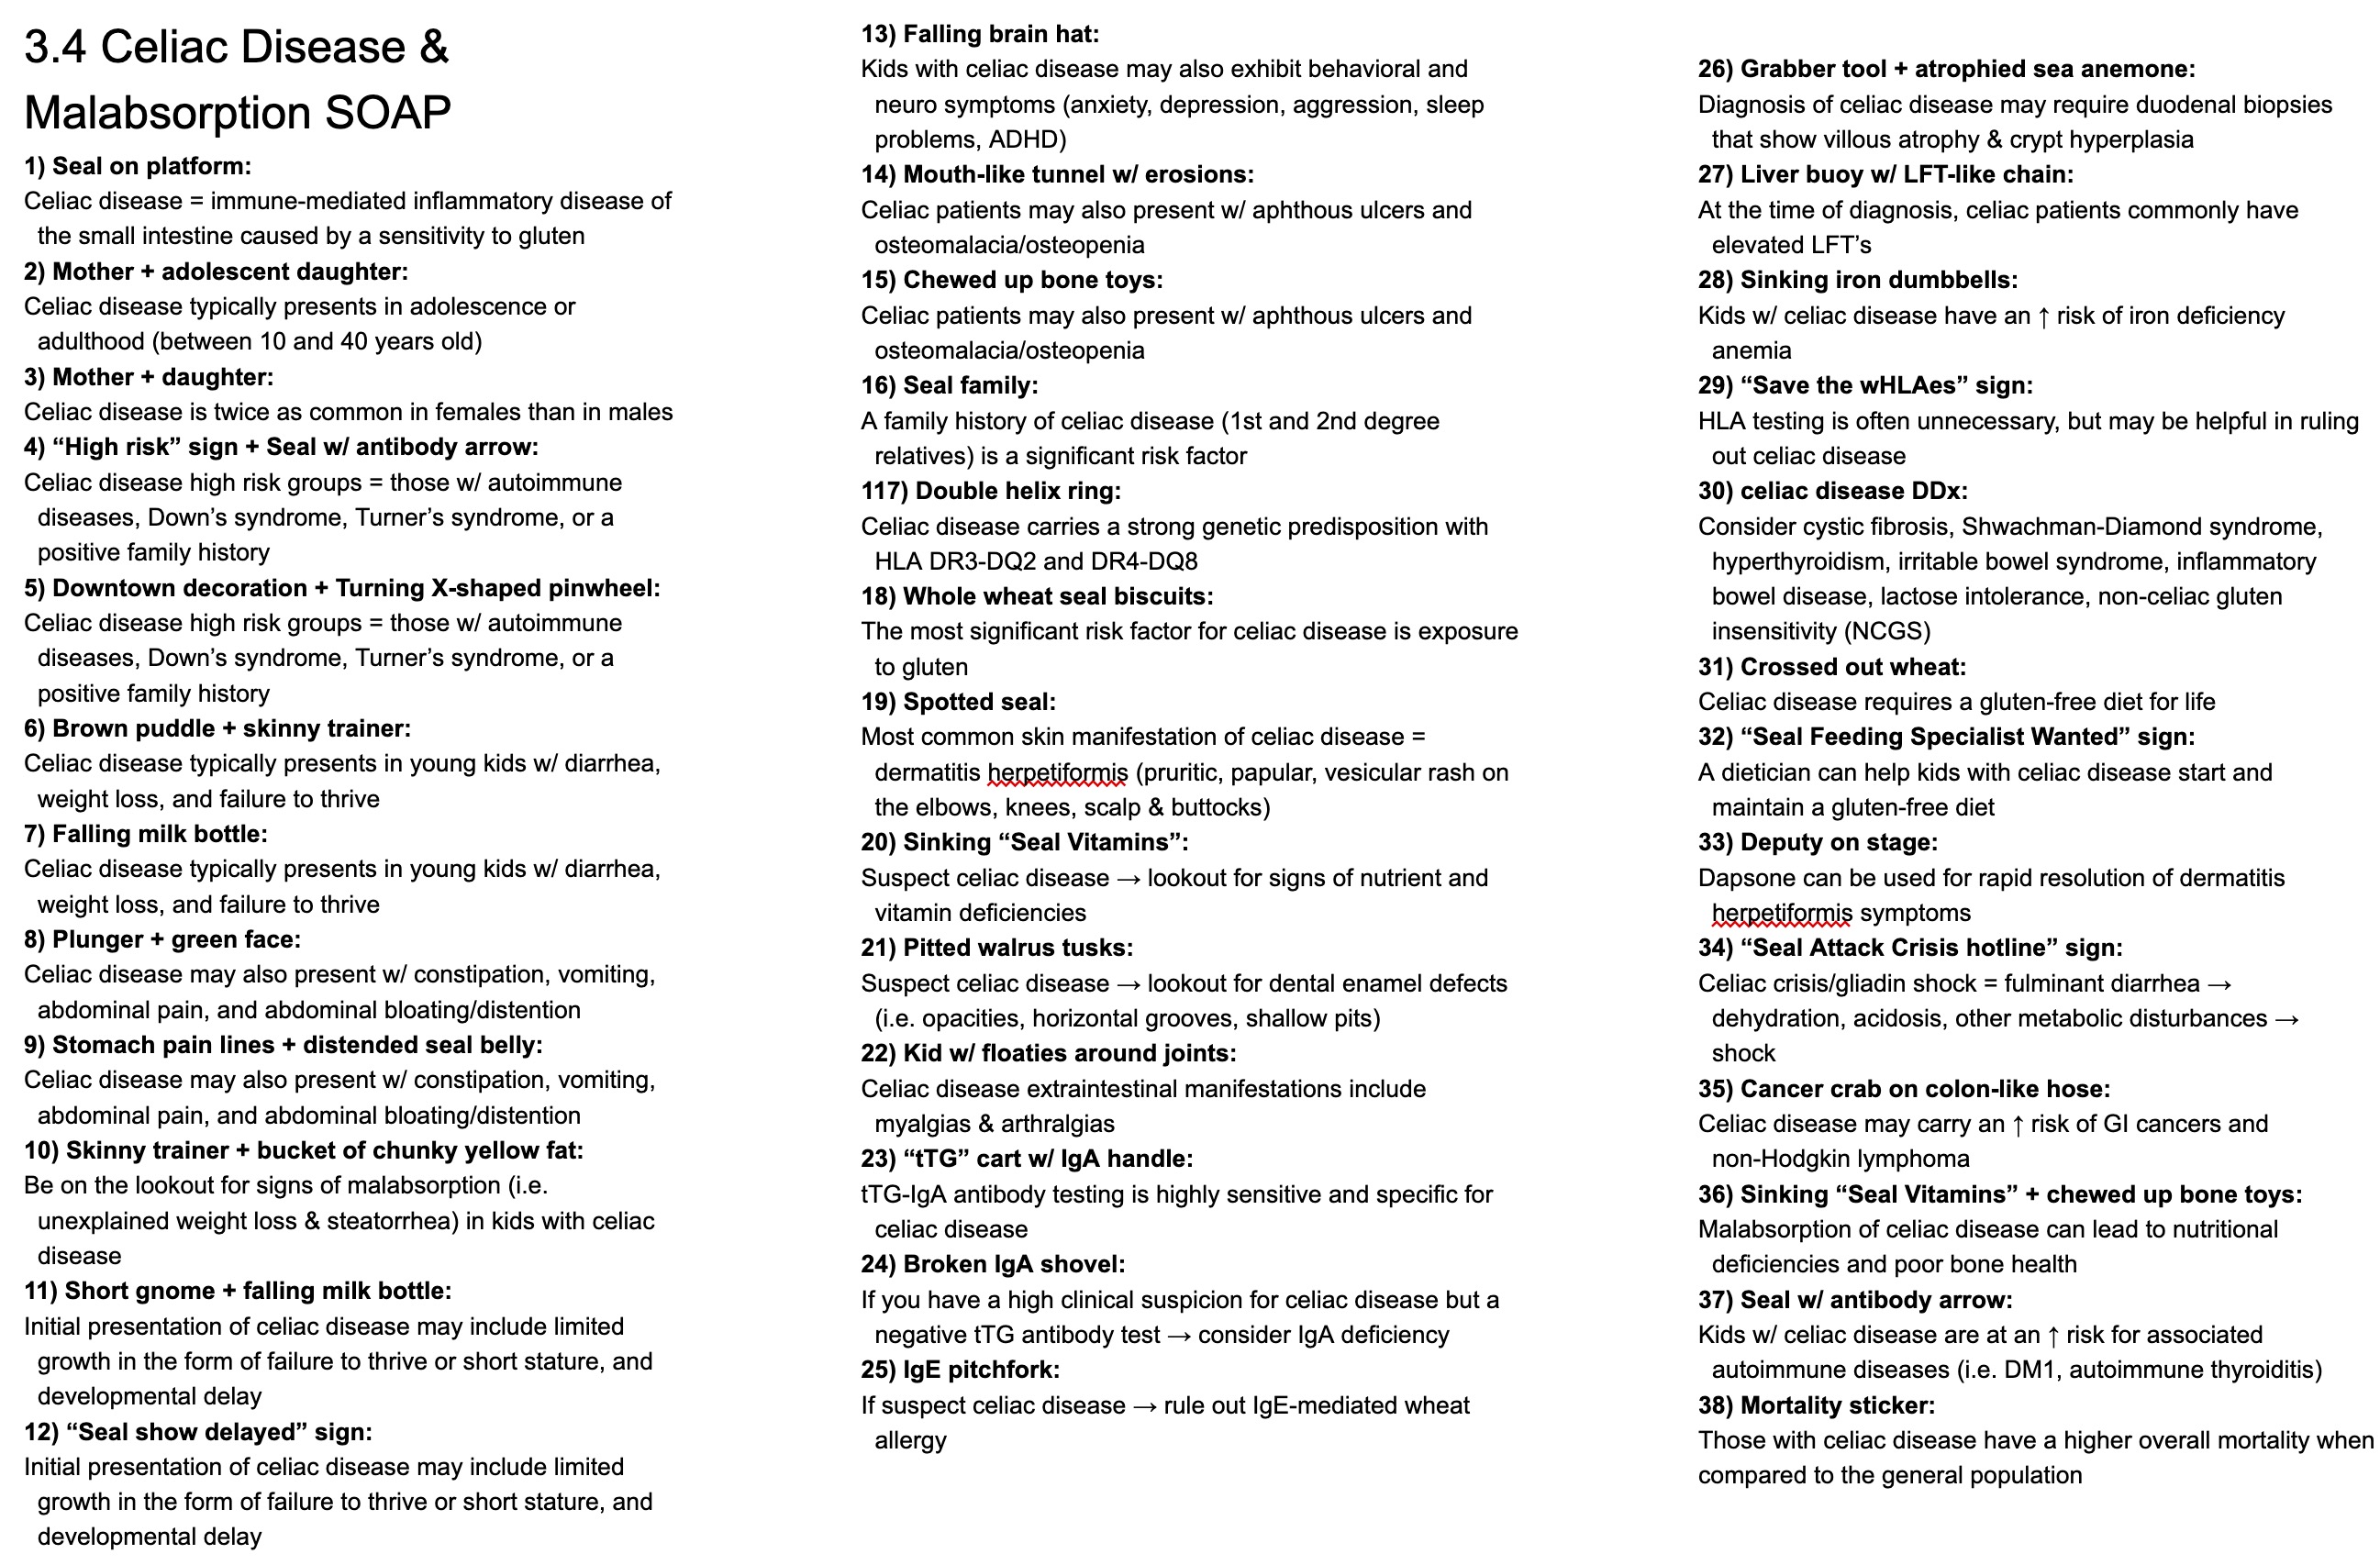 3.4 Celiac Disease &
Malabsorption SOAP
1) Seal on platform:
Celiac disease = immune-mediated inflammatory disease of
the small intestine caused by a sensitivity to gluten
2) Mother + adolescent daughter:
Celiac disease typically presents in adolescence or
adulthood (between 10 and 40 years old)
3) Mother + daughter:
Celiac disease is twice as common in females than in males
4) “High risk” sign + Seal w/ antibody arrow:
Celiac disease high risk groups = those w/ autoimmune
diseases, Down’s syndrome, Turner’s syndrome, or a
positive family history
5) Downtown decoration + Turning X-shaped pinwheel:
Celiac disease high risk groups = those w/ autoimmune
diseases, Down’s syndrome, Turner’s syndrome, or a
positive family history
6) Brown puddle + skinny trainer:
Celiac disease typically presents in young kids w/ diarrhea,
weight loss, and failure to thrive
7) Falling milk bottle:
Celiac disease typically presents in young kids w/ diarrhea,
weight loss, and failure to thrive
8) Plunger + green face:
Celiac disease may also present w/ constipation, vomiting,
abdominal pain, and abdominal bloating/distention
9) Stomach pain lines + distended seal belly:
Celiac disease may also present w/ constipation, vomiting,
abdominal pain, and abdominal bloating/distention
10) Skinny trainer + bucket of chunky yellow fat:
Be on the lookout for signs of malabsorption (i.e.
unexplained weight loss & steatorrhea) in kids with celiac
disease
11) Short gnome + falling milk bottle:
Initial presentation of celiac disease may include limited
growth in the form of failure to thrive or short stature, and
developmental delay
12) “Seal show delayed” sign:
Initial presentation of celiac disease may include limited
growth in the form of failure to thrive or short stature, and
developmental delay
13) Falling brain hat:
Kids with celiac disease may also exhibit behavioral and
neuro symptoms (anxiety, depression, aggression, sleep
problems, ADHD)
14) Mouth-like tunnel w/ erosions:
Celiac patients may also present w/ aphthous ulcers and
osteomalacia/osteopenia
15) Chewed up bone toys:
Celiac patients may also present w/ aphthous ulcers and
osteomalacia/osteopenia
16) Seal family:
A family history of celiac disease (1st and 2nd degree
relatives) is a significant risk factor
117) Double helix ring:
Celiac disease carries a strong genetic predisposition with
HLA DR3-DQ2 and DR4-DQ8
18) Whole wheat seal biscuits:
The most significant risk factor for celiac disease is exposure
to gluten
19) Spotted seal:
Most common skin manifestation of celiac disease =
dermatitis herpetiformis (pruritic, papular, vesicular rash on
the elbows, knees, scalp & buttocks)
20) Sinking “Seal Vitamins”:
Suspect celiac disease → lookout for signs of nutrient and
vitamin deficiencies
21) Pitted walrus tusks:
Suspect celiac disease → lookout for dental enamel defects
(i.e. opacities, horizontal grooves, shallow pits)
22) Kid w/ floaties around joints:
Celiac disease extraintestinal manifestations include
myalgias & arthralgias
23) “tTG” cart w/ IgA handle:
tTG-IgA antibody testing is highly sensitive and specific for
celiac disease
24) Broken IgA shovel:
If you have a high clinical suspicion for celiac disease but a
negative tTG antibody test → consider IgA deficiency
25) IgE pitchfork:
If suspect celiac disease → rule out IgE-mediated wheat
allergy
26) Grabber tool + atrophied sea anemone:
Diagnosis of celiac disease may require duodenal biopsies
that show villous atrophy & crypt hyperplasia
27) Liver buoy w/ LFT-like chain:
At the time of diagnosis, celiac patients commonly have
elevated LFT’s
28) Sinking iron dumbbells:
Kids w/ celiac disease have an ↑ risk of iron deficiency
anemia
29) “Save the wHLAes” sign:
HLA testing is often unnecessary, but may be helpful in ruling
out celiac disease
30) celiac disease DDx:
Consider cystic fibrosis, Shwachman-Diamond syndrome,
hyperthyroidism, irritable bowel syndrome, inflammatory
bowel disease, lactose intolerance, non-celiac gluten
insensitivity (NCGS)
31) Crossed out wheat:
Celiac disease requires a gluten-free diet for life
32) “Seal Feeding Specialist Wanted” sign:
A dietician can help kids with celiac disease start and
maintain a gluten-free diet
33) Deputy on stage:
Dapsone can be used for rapid resolution of dermatitis
herpetiformis symptoms
34) “Seal Attack Crisis hotline” sign:
Celiac crisis/gliadin shock = fulminant diarrhea →
dehydration, acidosis, other metabolic disturbances →
shock
35) Cancer crab on colon-like hose:
Celiac disease may carry an ↑ risk of GI cancers and
non-Hodgkin lymphoma
36) Sinking “Seal Vitamins” + chewed up bone toys:
Malabsorption of celiac disease can lead to nutritional
deficiencies and poor bone health
37) Seal w/ antibody arrow:
Kids w/ celiac disease are at an ↑ risk for associated
autoimmune diseases (i.e. DM1, autoimmune thyroiditis)
38) Mortality sticker:
Those with celiac disease have a higher overall mortality when
compared to the general population